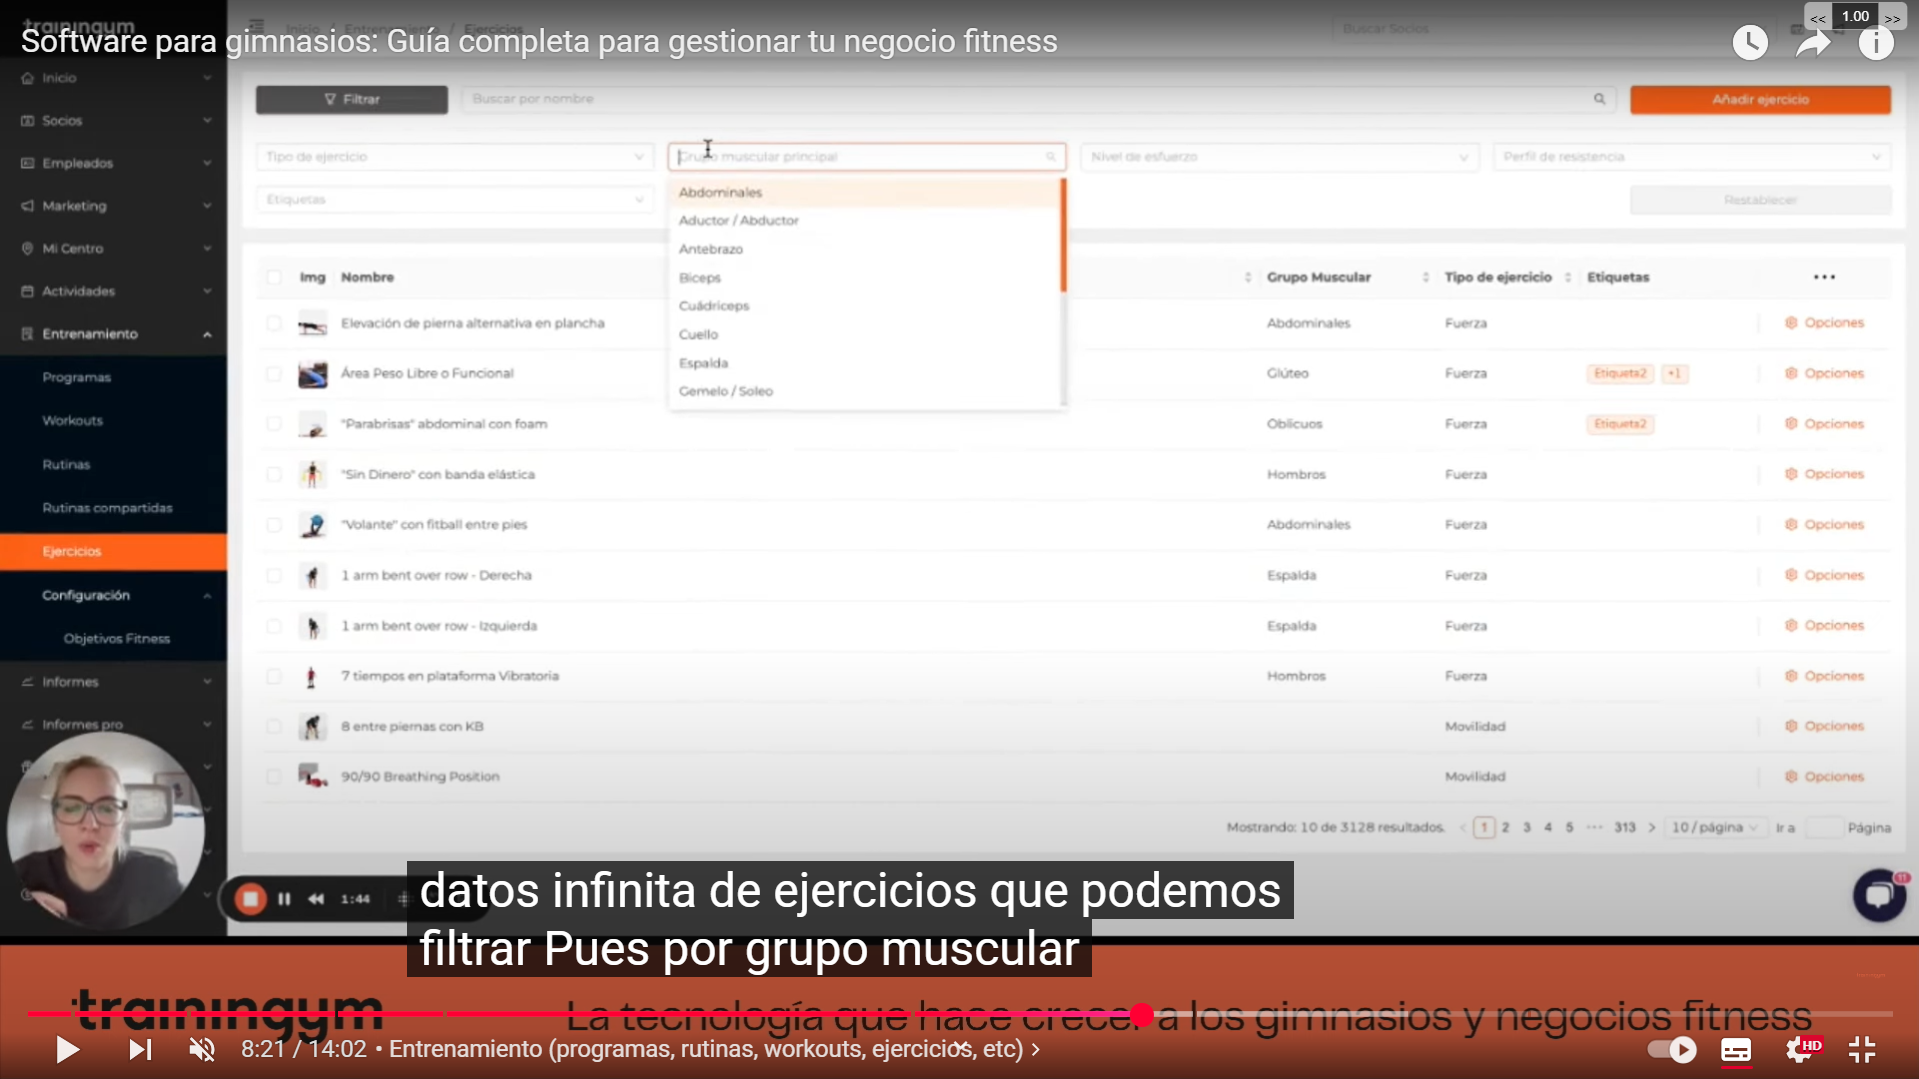 trainingym
Inicio / Entrenamiento / Ejercicios
Buscar Socios
<< 1.00 >>
Software para gimnasios: Guía completa para gestionar tu negocio fitness
Inicio
Socios
Empleados
Marketing
Mi Centro
Actividades
Entrenamiento
Programas
Workouts
Rutinas
Rutinas compartidas
Ejercicios
Configuración
Objetivos Fitness
Informes
Informes pro
Filtrar
Buscar por nombre
Añadir ejercicio
Tipo de ejercicio
Grupo muscular principal
Nivel de esfuerzo
Perfil de resistencia
Etiquetas
Restablecer
Abdominales
Aductor / Abductor
Antebrazo
Biceps
Cuádriceps
Cuello
Espalda
Gemelo / Soleo
Img Nombre Grupo Muscular Tipo de ejercicio Etiquetas
Elevación de pierna alternativa en plancha Abdominales Fuerza Opciones
Área Peso Libre o Funcional Glúteo Fuerza Etiqueta2 +1 Opciones
"Parabrisas" abdominal con foam Oblicuos Fuerza Etiqueta2 Opciones
"Sin Dinero" con banda elástica Hombros Fuerza Opciones
"Volante" con fitball entre pies Abdominales Fuerza Opciones
1 arm bent over row - Derecha Espalda Fuerza Opciones
1 arm bent over row - Izquierda Espalda Fuerza Opciones
7 tiempos en plataforma Vibratoria Hombros Fuerza Opciones
8 entre piernas con KB Movilidad Opciones
90/90 Breathing Position Movilidad Opciones
Mostrando: 10 de 3128 resultados. < 1 2 3 4 5 ... 313 > 10 / página Ir a Página
1:44
11
datos infinita de ejercicios que podemos
filtrar Pues por grupo muscular
trainingym
La tecnología que hace crecer a los gimnasios y negocios fitness
8:21 / 14:02 • Entrenamiento (programas, rutinas, workouts, ejercicios, etc) >
HD